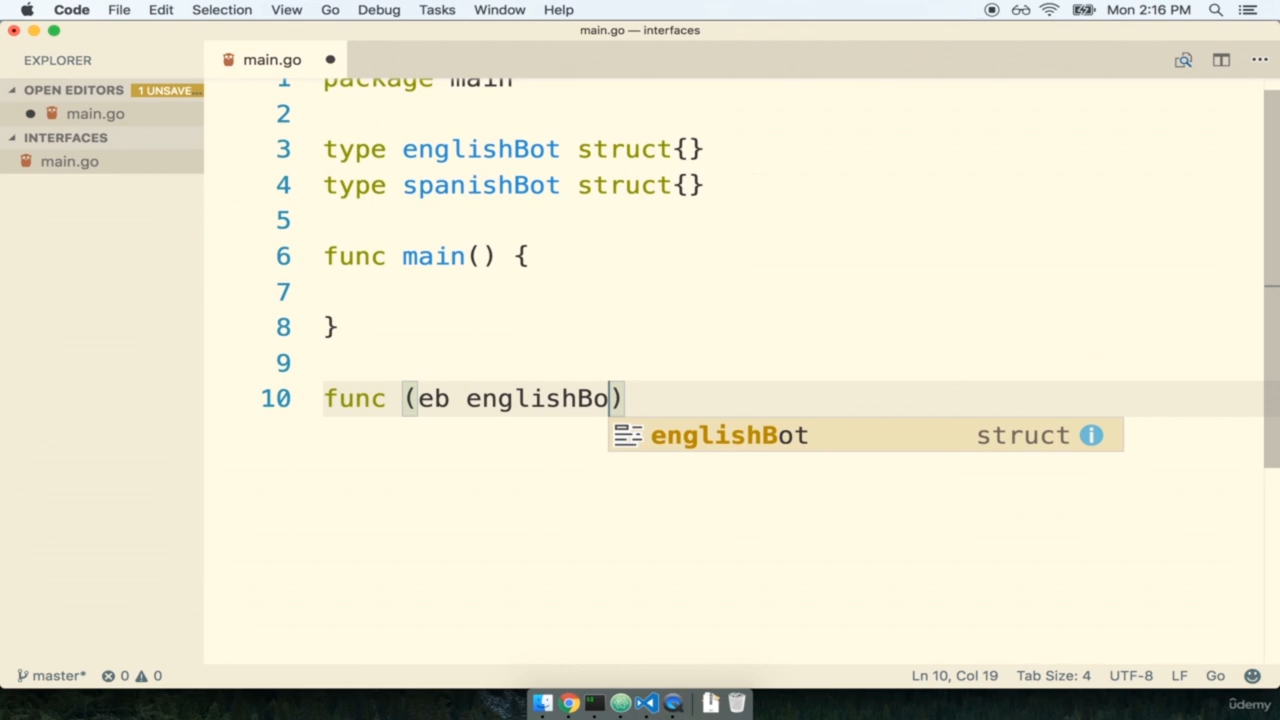 Code File Edit Selection View Go Debug Tasks Window Help Mon 2:16 PM
main.go — interfaces
EXPLORER
main.go
OPEN EDITORS 1 UNSAVE...
main.go
INTERFACES
main.go
1 package main
2
3 type englishBot struct{}
4 type spanishBot struct{}
5
6 func main() {
7
8 }
9
10 func (eb englishBo)
englishBot struct
master* 0 0 Ln 10, Col 19 Tab Size: 4 UTF-8 LF Go
udemy